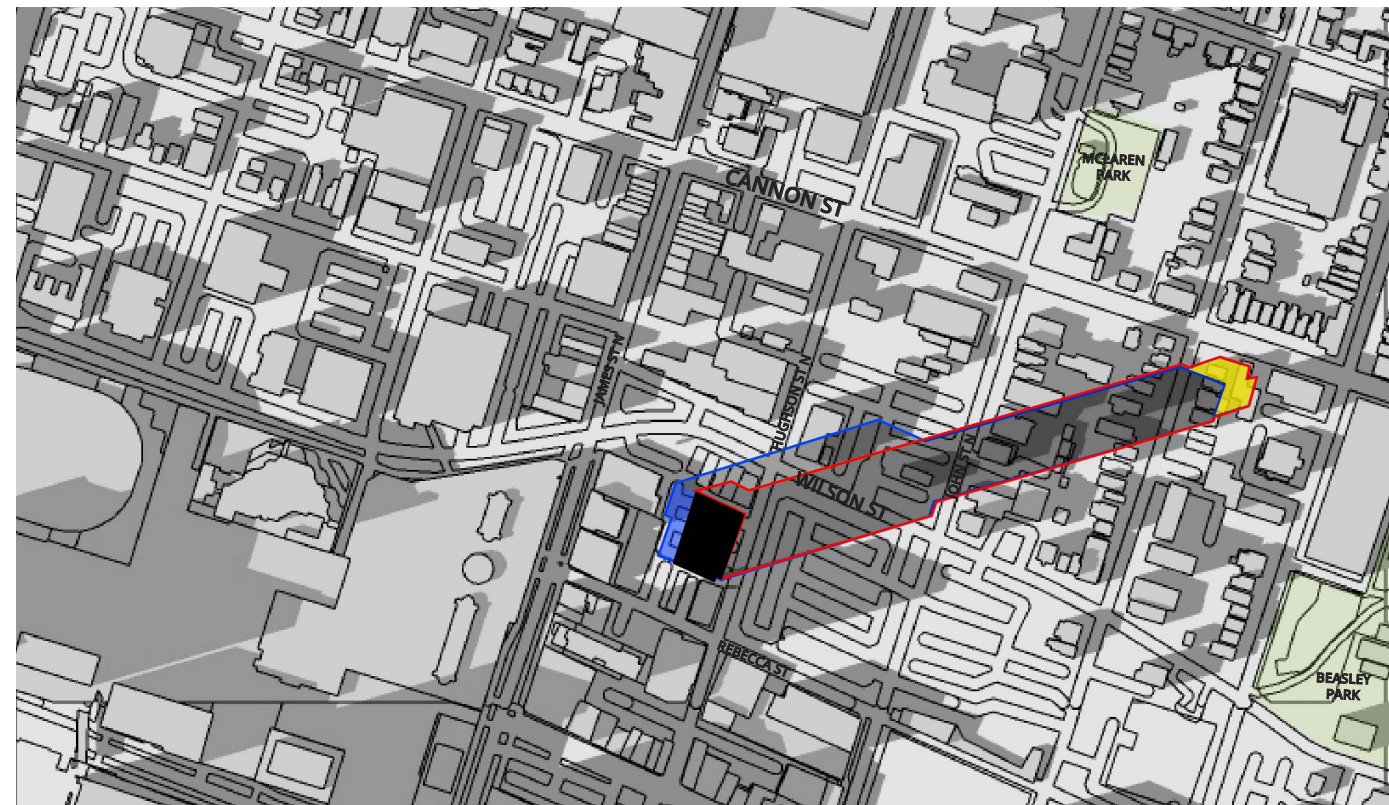 MCLAREN
PARK
CANNON ST
JAMES ST N
HUGHSON ST N
JOHN ST N
WILSON ST
REBECCA ST
BEASLEY
PARK